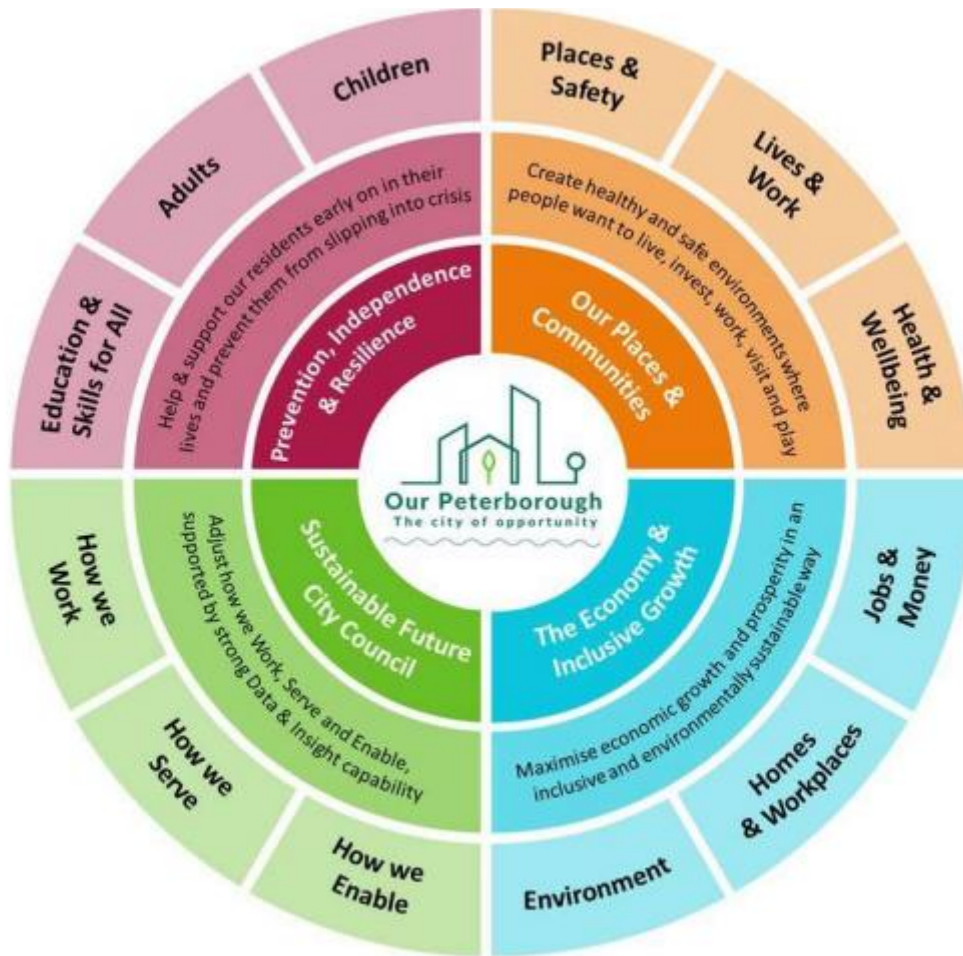 Children
Adults
Education &
Skills for All
Help & support our residents early on in their
lives and prevent them from slipping into crisis
Prevention, Independence
& Resilience
Places &
Safety
Lives &
Work
Health &
Wellbeing
Create healthy and safe environments where
people want to live, invest, work, visit and play
Our Places &
Communities
Our Peterborough
The city of opportunity
Sustainable Future
City Council
Adjust how we Work, Serve and Enable,
supported by strong Data & Insight capability
How we
Work
How we
Serve
How we
Enable
The Economy &
Inclusive Growth
Maximise economic growth and prosperity in an
inclusive and environmentally sustainable way
Jobs &
Money
Homes
& Workplaces
Environment